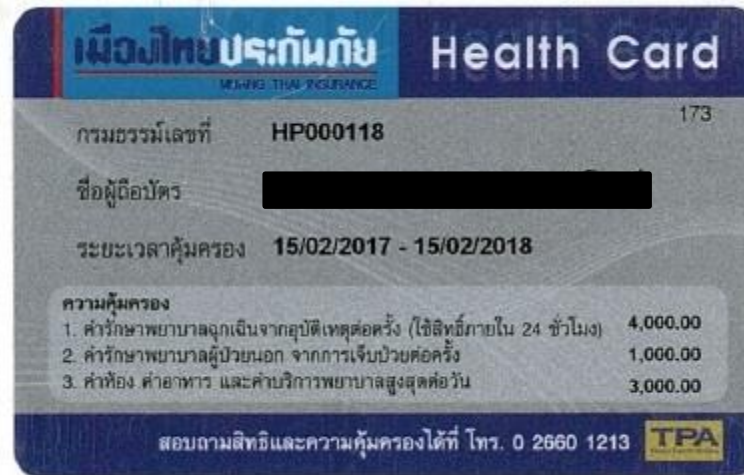 เมืองไทยประกันภัย Health Card
MUANG THAI INSURANCE
173
กรมธรรม์เลขที่ HP000118
ชื่อผู้ถือบัตร
ระยะเวลาคุ้มครอง 15/02/2017 - 15/02/2018
ความคุ้มครอง
1. ค่ารักษาพยาบาลฉุกเฉินจากอุบัติเหตุต่อครั้ง (ใช้สิทธิ์ภายใน 24 ชั่วโมง) 4,000.00
2. ค่ารักษาพยาบาลผู้ป่วยนอก จากการเจ็บป่วยต่อครั้ง 1,000.00
3. ค่าห้อง ค่าอาหาร และค่าบริการพยาบาลสูงสุดต่อวัน 3,000.00
สอบถามสิทธิและความคุ้มครองได้ที่ โทร. 0 2660 1213 TPA